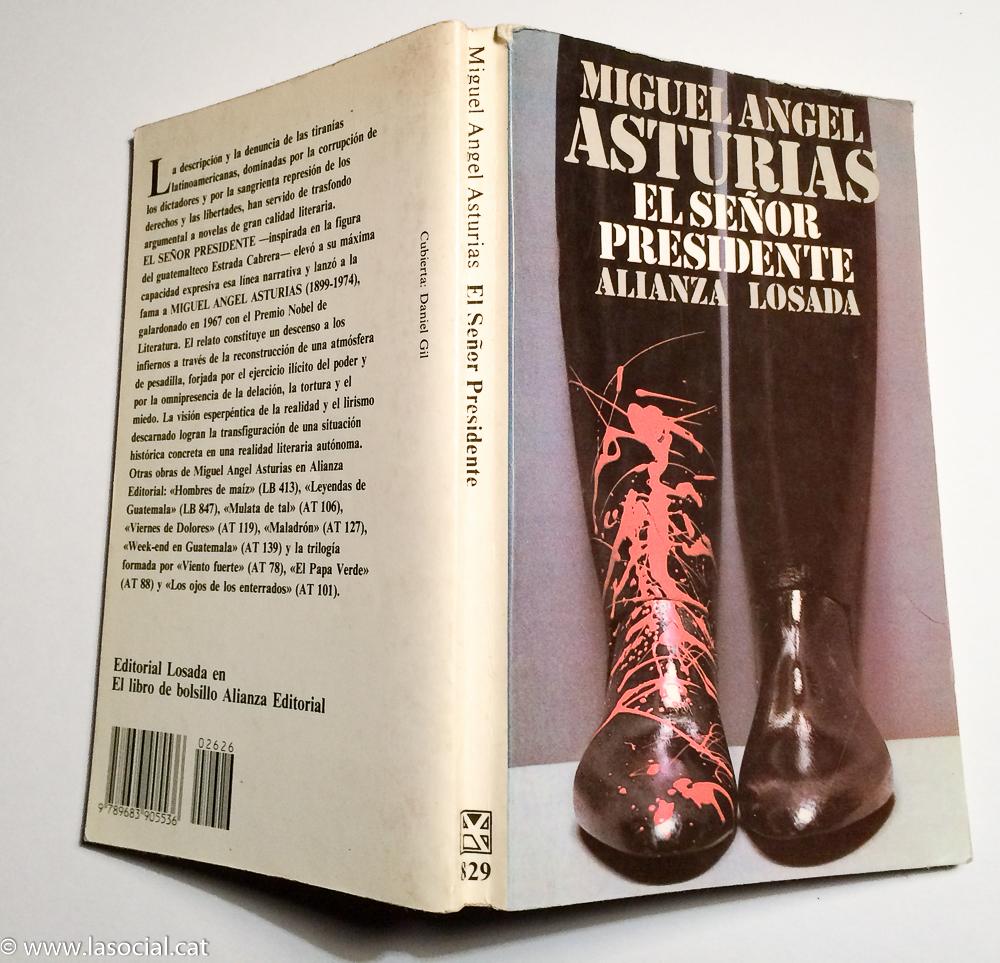 La descripción y la denuncia de las tiranías
latinoamericanas, dominadas por la corrupción de
los dictadores y por la sangrienta represión de los
derechos y las libertades, han servido de trasfondo
argumental a novelas de gran calidad literaria.
EL SEÑOR PRESIDENTE —inspirada en la figura
del guatemalteco Estrada Cabrera— elevó a su máxima
capacidad expresiva esa línea narrativa y lanzó a la
fama a MIGUEL ANGEL ASTURIAS (1899-1974),
galardonado en 1967 con el Premio Nobel de
Literatura. El relato constituye un descenso a los
infiernos a través de la reconstrucción de una atmósfera
de pesadilla, forjada por el ejercicio ilícito del poder y
por la omnipresencia de la delación, la tortura y el
miedo. La visión esperpéntica de la realidad y el lirismo
descarnado logran la transfiguración de una situación
histórica concreta en una realidad literaria autónoma.
Otras obras de Miguel Angel Asturias en Alianza
Editorial: «Hombres de maíz» (LB 413), «Leyendas de
Guatemala» (LB 847), «Mulata de tal» (AT 106),
«Viernes de Dolores» (AT 119), «Maladrón» (AT 127),
«Week-end en Guatemala» (AT 139) y la trilogía
formada por «Viento fuerte» (AT 78), «El Papa Verde»
(AT 88) y «Los ojos de los enterrados» (AT 101).
Editorial Losada en
El libro de bolsillo Alianza Editorial
02626
9 789683 905536
Cubierta: Daniel Gil
Miguel Angel Asturias El Señor Presidente
829
MIGUEL ANGEL
ASTURIAS
EL SEÑOR
PRESIDENTE
ALIANZA LOSADA
© www.lasocial.cat